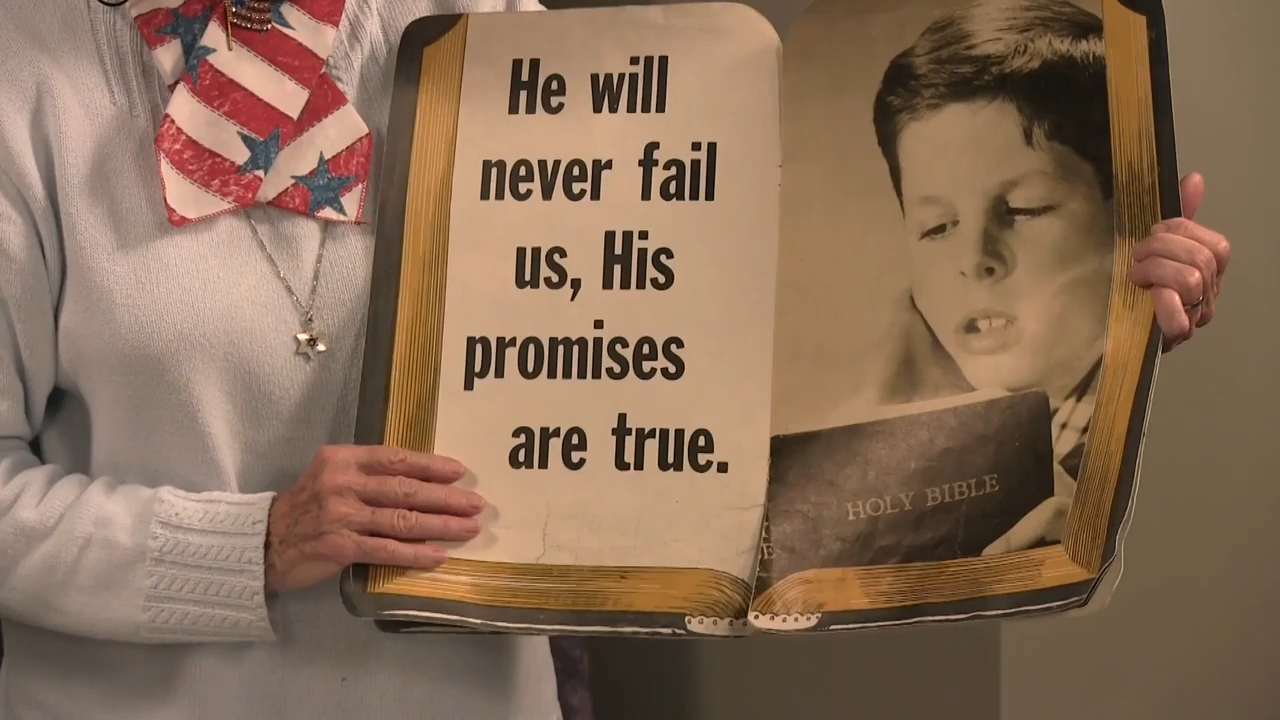 He will
never fail
us, His
promises
are true.
HOLY BIBLE